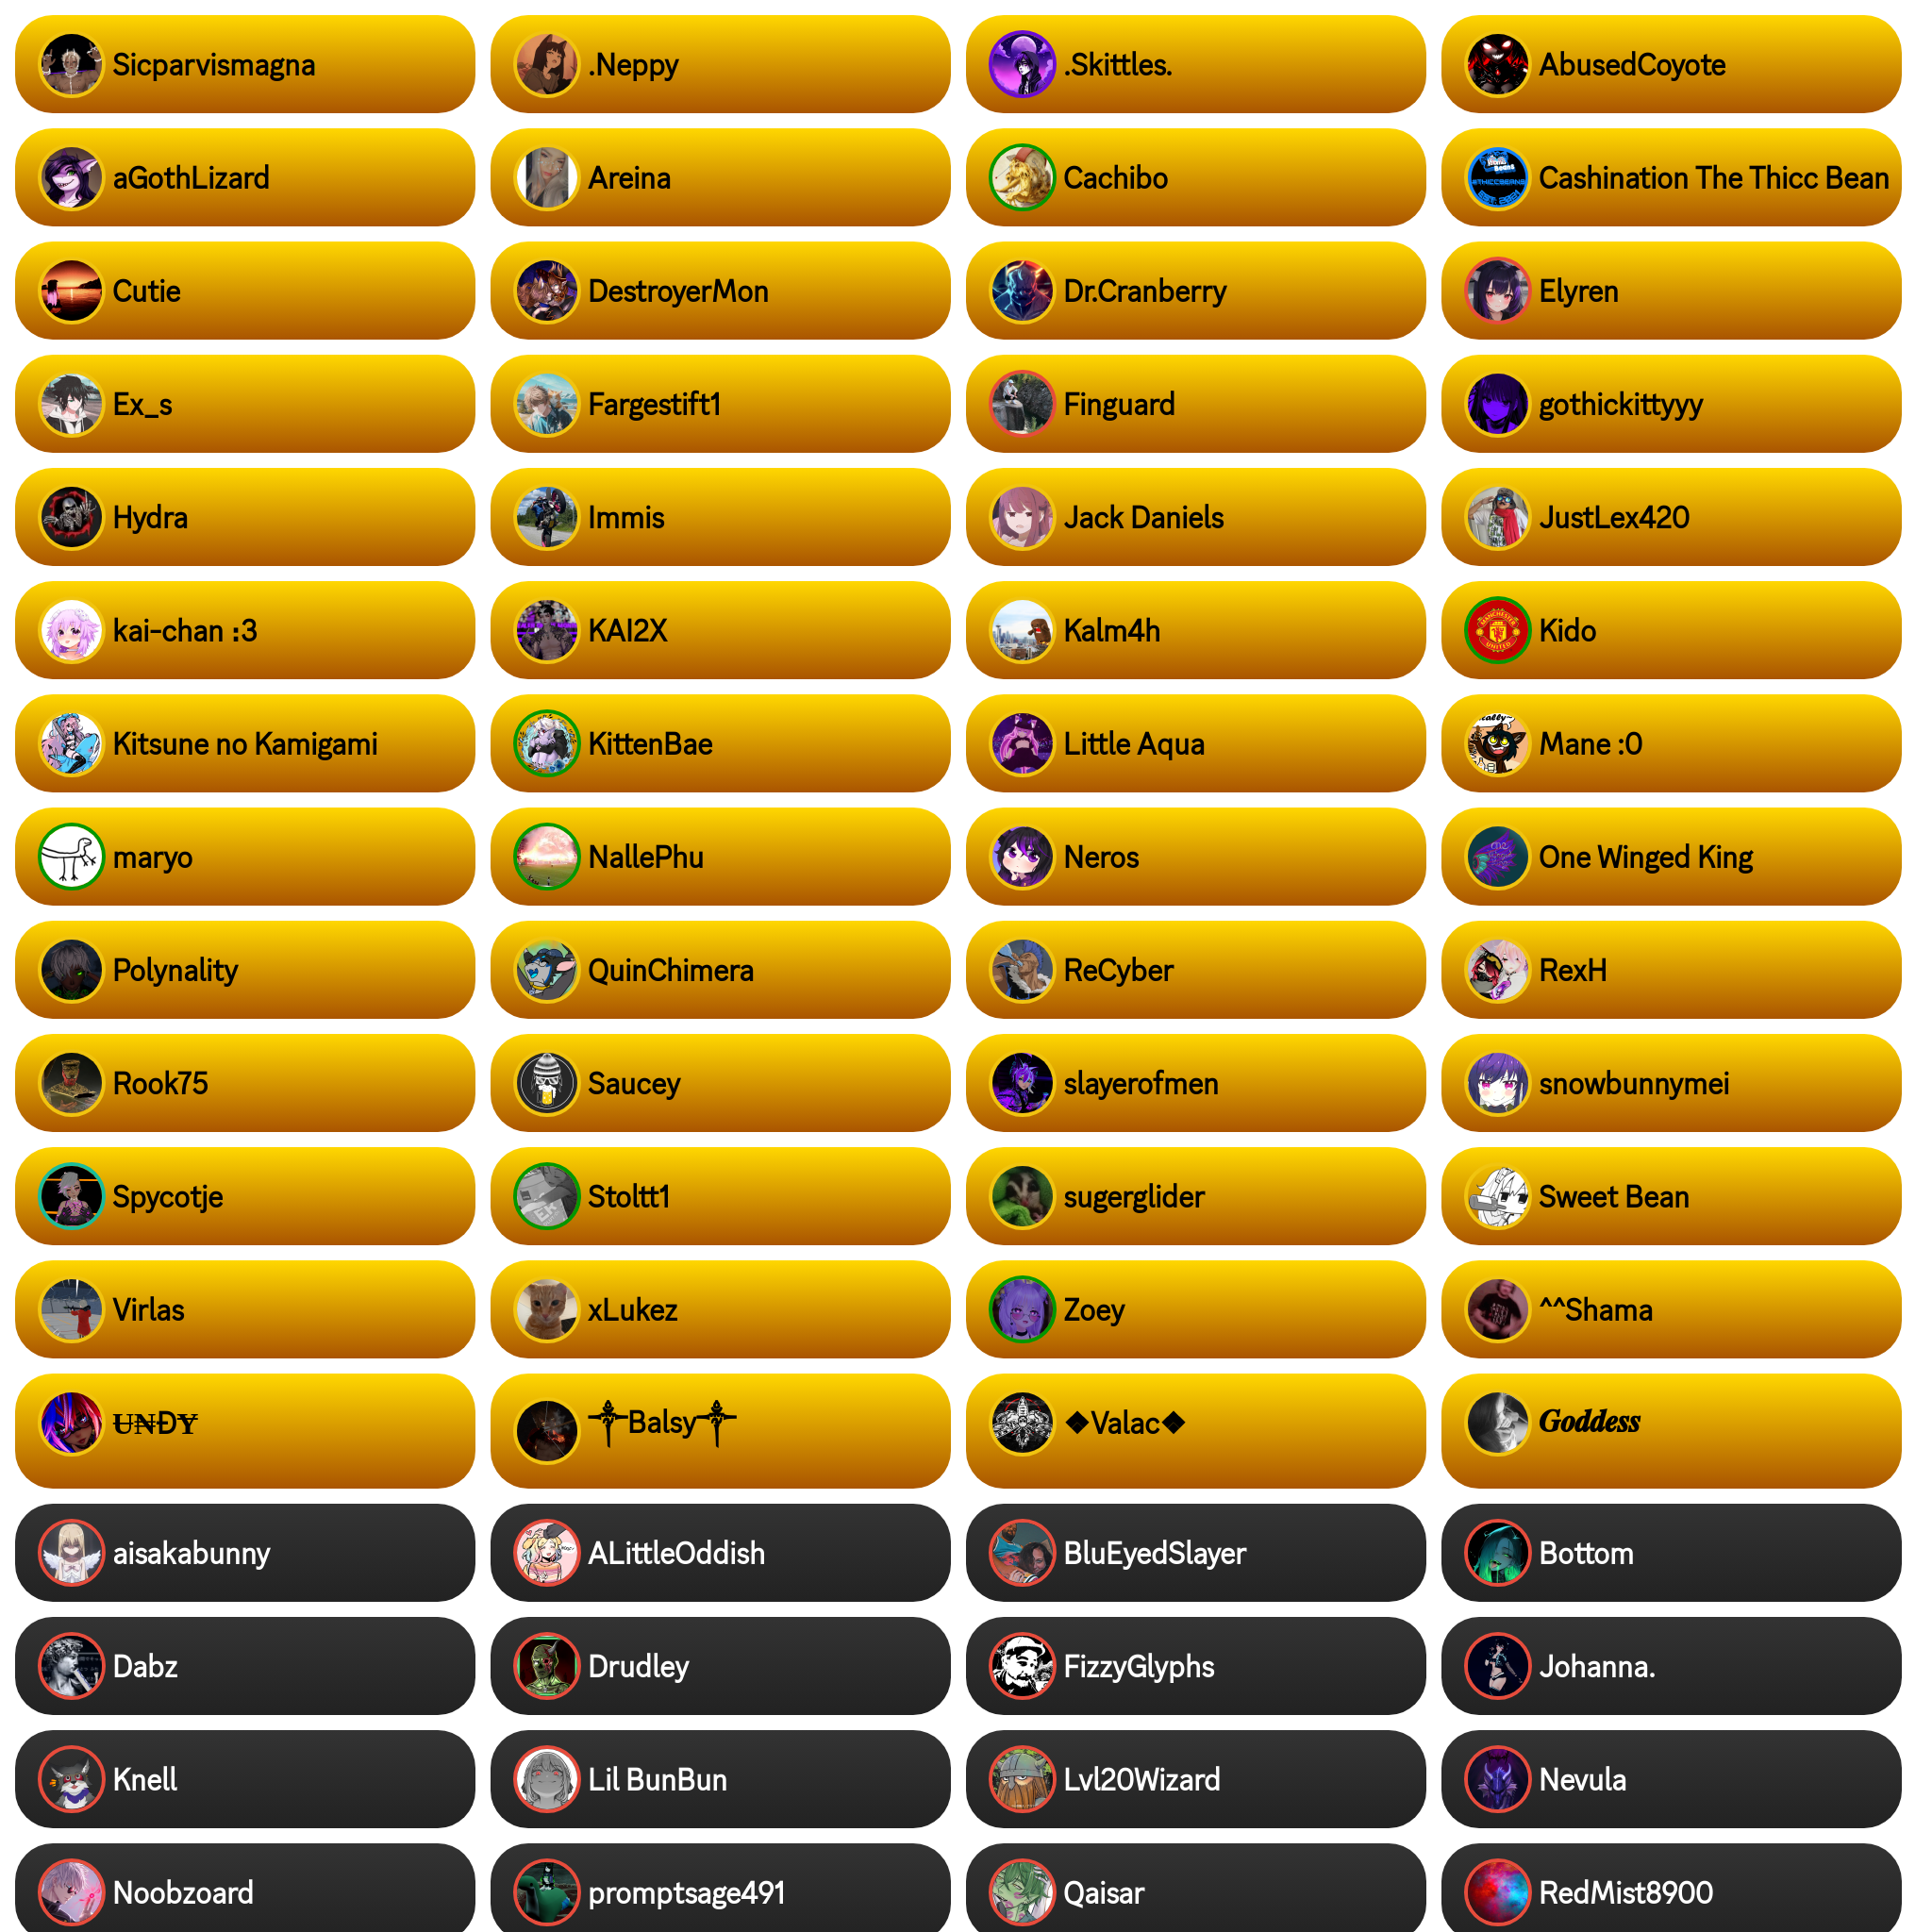 Sicparvismagna
.Neppy
.Skittles.
AbusedCoyote
aGothLizard
Areina
Cachibo
Cashination The Thicc Bean
Cutie
DestroyerMon
Dr.Cranberry
Elyren
Ex_s
Fargestift1
Finguard
gothickittyyy
Hydra
Immis
Jack Daniels
JustLex420
kai-chan :3
KAI2X
Kalm4h
MANCHESTER UNITED
Kido
Kitsune no Kamigami
KittenBae
Little Aqua
Mane :0
maryo
NallePhu
Neros
One Winged King
Polynality
QuinChimera
ReCyber
RexH
Rook75
Saucey
slayerofmen
snowbunnymei
Spycotje
Stoltt1
sugerglider
Sweet Bean
Virlas
xLukez
Zoey
^^Shama
U̶N̶ĐɎ
༒Balsy༒
◆Valac◆
𝑮𝒐𝒅𝒅𝒆𝒔𝒔
aisakabunny
ALittleOddish
BluEyedSlayer
Bottom
Dabz
Drudley
FizzyGlyphs
Johanna.
Knell
Lil BunBun
Lvl20Wizard
Nevula
Noobzoard
promptsage491
Qaisar
RedMist8900